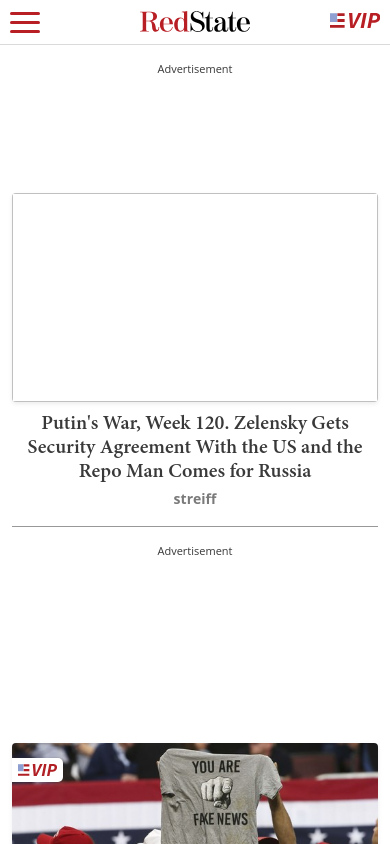 RedState
VIP
Advertisement
Putin's War, Week 120. Zelensky Gets
Security Agreement With the US and the
Repo Man Comes for Russia
streiff
Advertisement
VIP
YOU ARE
FAKE NEWS